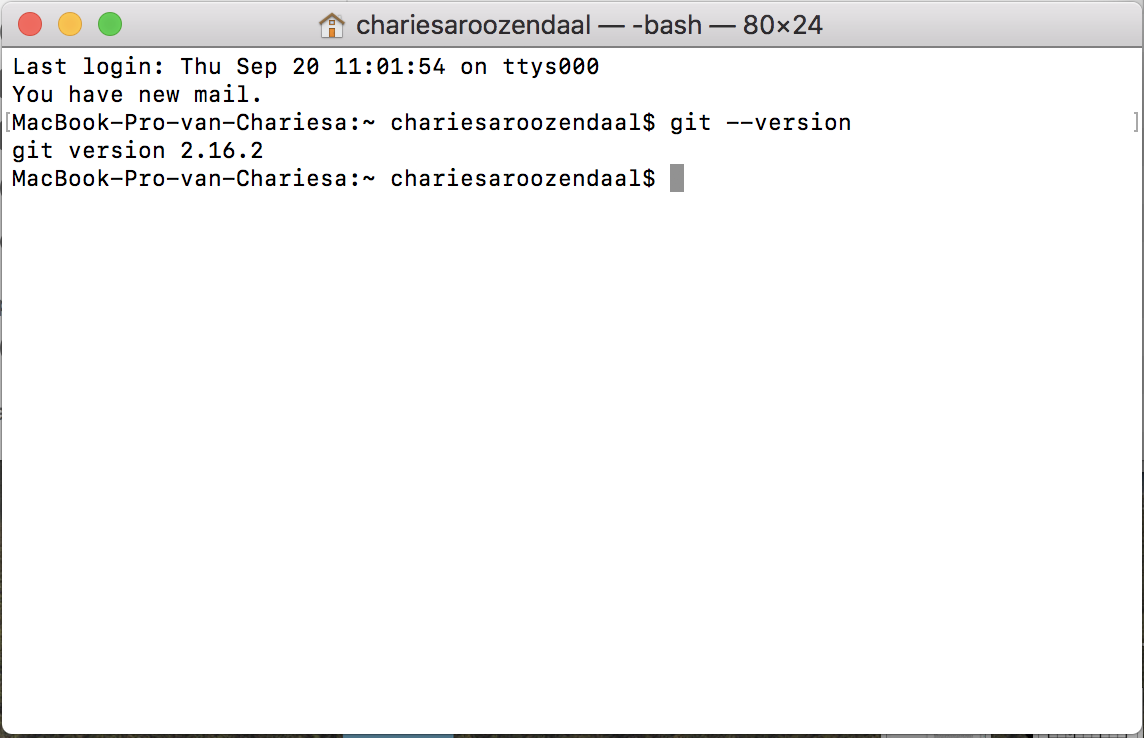 chariesaroozendaal — -bash — 80×24
Last login: Thu Sep 20 11:01:54 on ttys000
You have new mail.
[MacBook-Pro-van-Chariesa:~ chariesaroozendaal$ git --version ]
git version 2.16.2
MacBook-Pro-van-Chariesa:~ chariesaroozendaal$